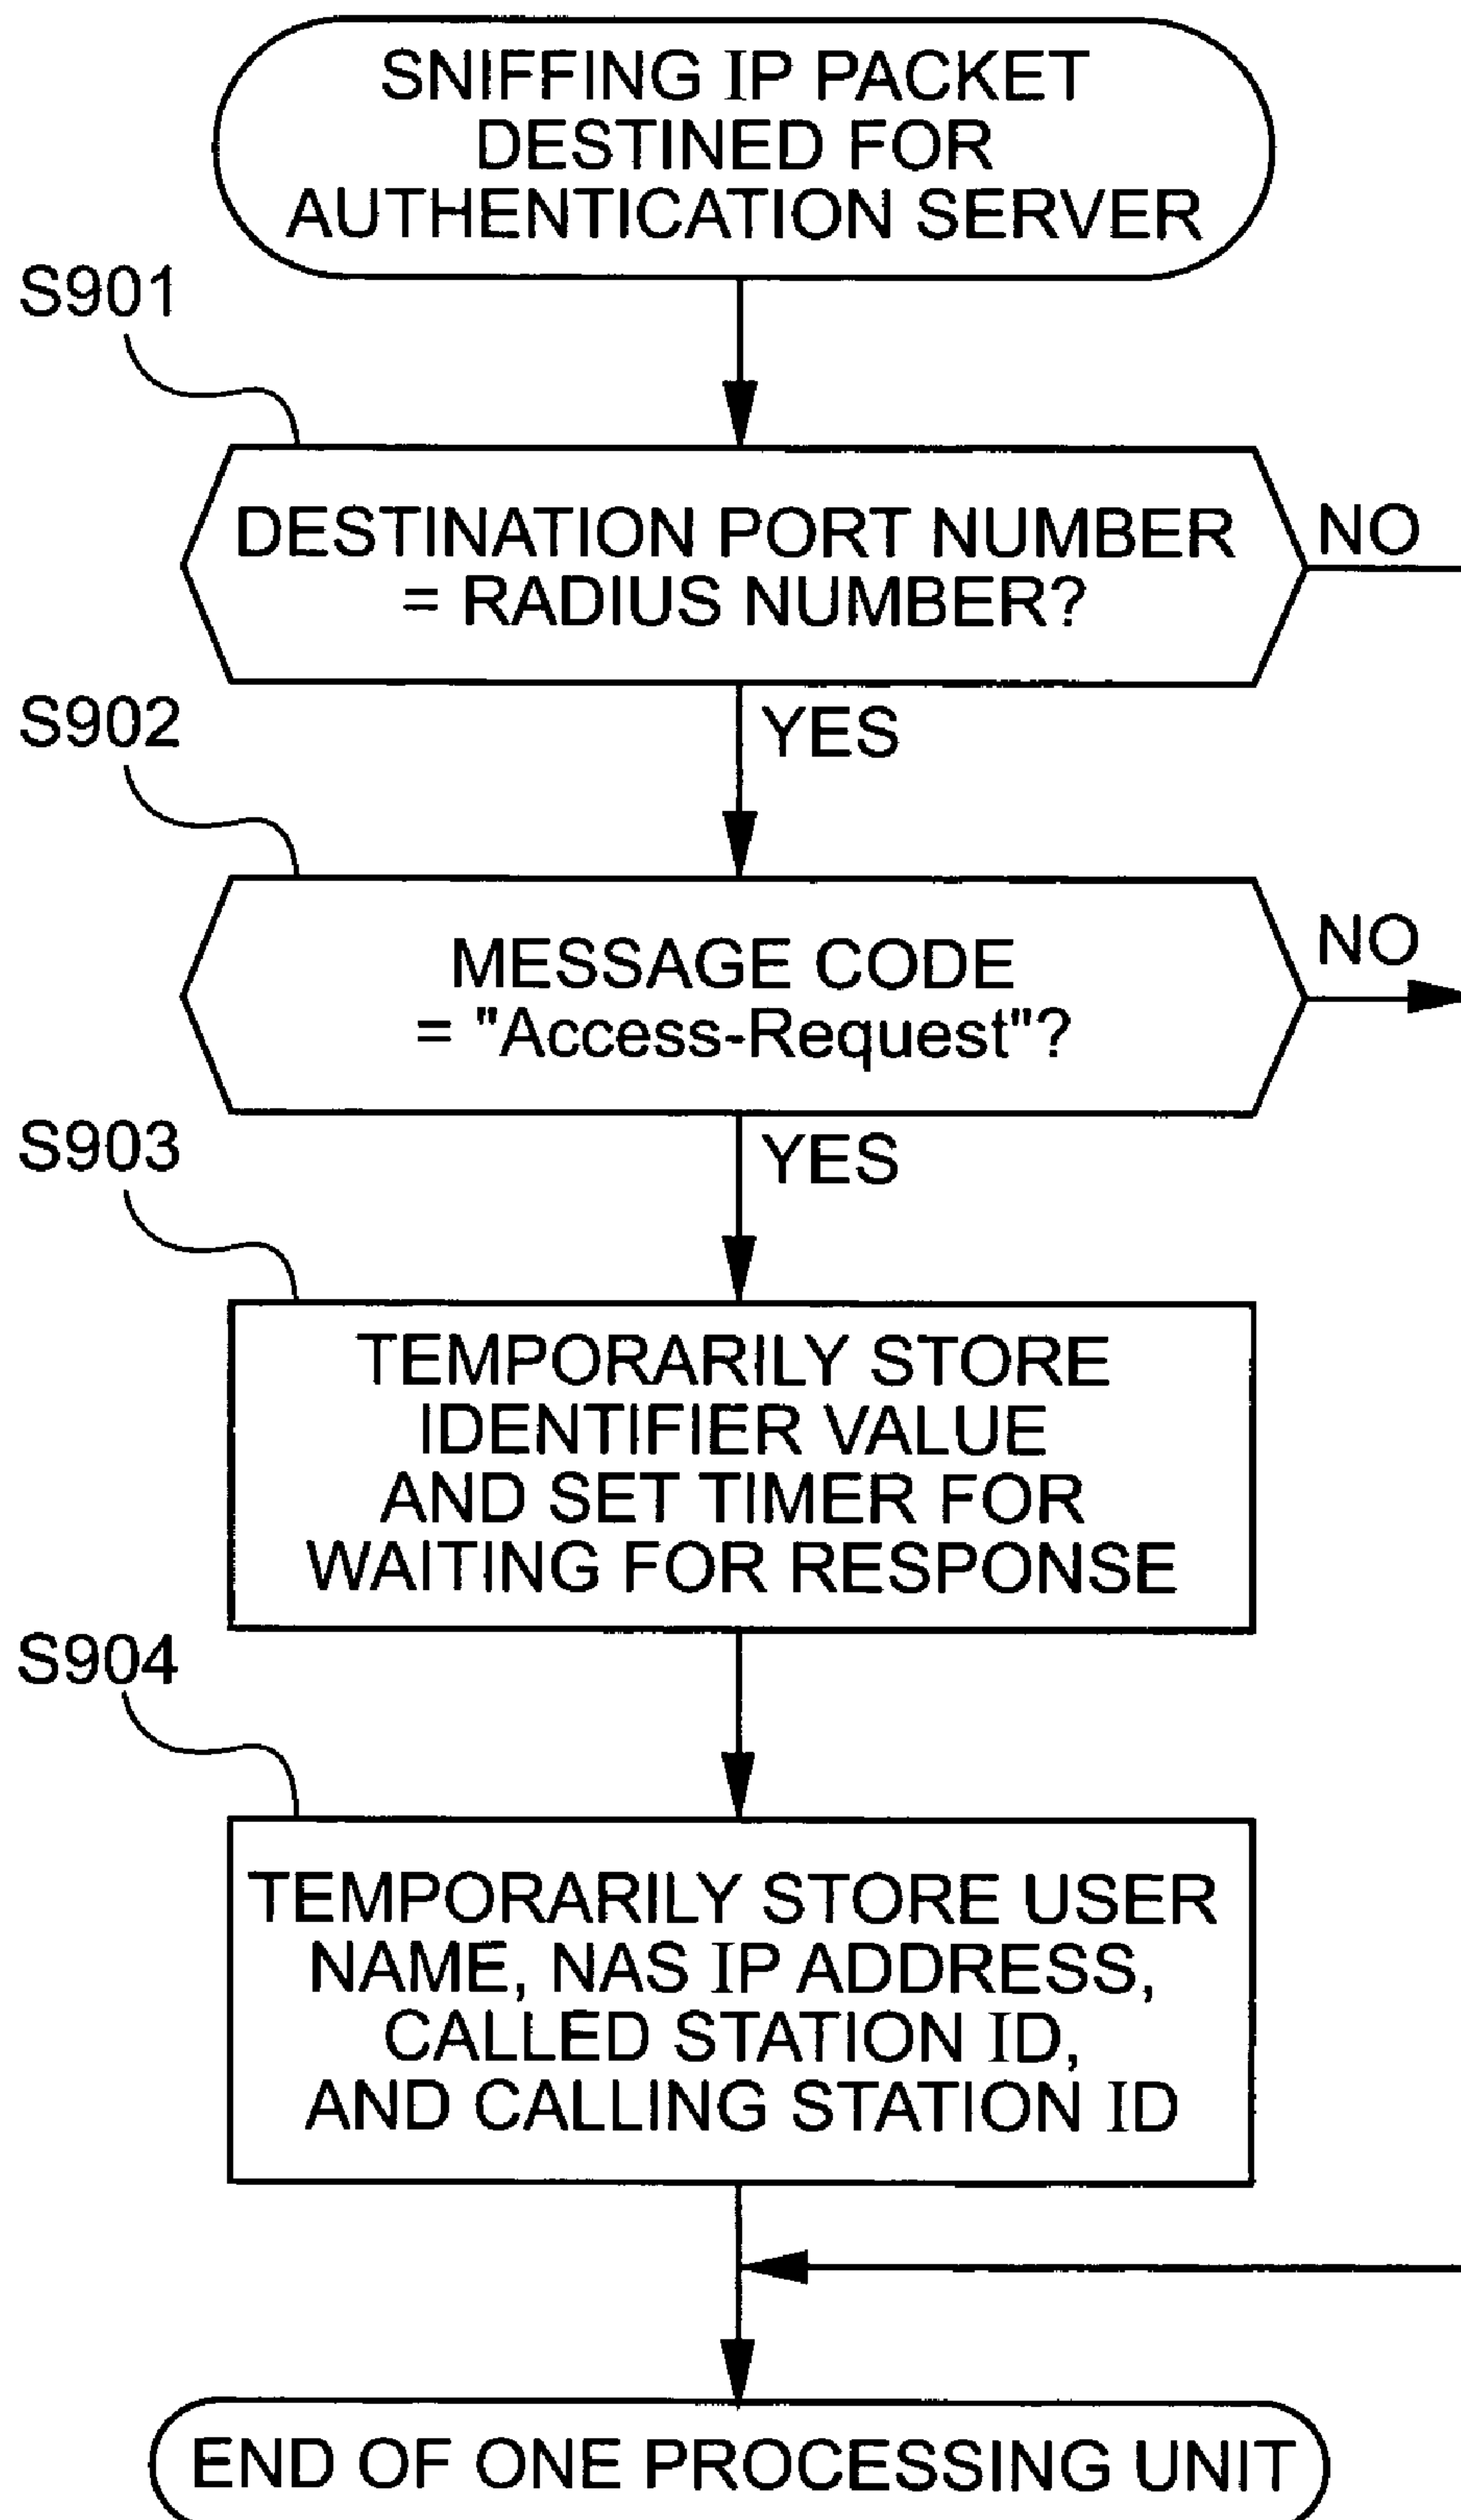 SNIFFING IP PACKET
DESTINED FOR
AUTHENTICATION SERVER
S901
DESTINATION PORT NUMBER
= RADIUS NUMBER?
NO
YES
S902
MESSAGE CODE
= "Access-Request"?
NO
YES
S903
TEMPORARILY STORE
IDENTIFIER VALUE
AND SET TIMER FOR
WAITING FOR RESPONSE
S904
TEMPORARILY STORE USER
NAME, NAS IP ADDRESS,
CALLED STATION ID,
AND CALLING STATION ID
END OF ONE PROCESSING UNIT